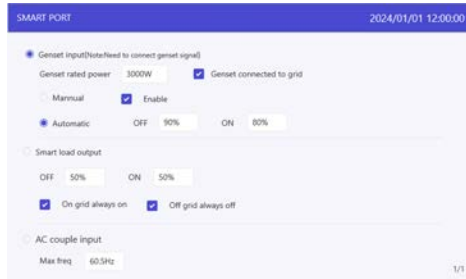 SMART PORT 2024/01/01 12:00:00
Genset input(Note:Need to connect genset signal)
Genset rated power 3000W Genset connected to grid
Mannual Enable
Automatic OFF 90% ON 80%
Smart load output
OFF 50% ON 50%
On grid always on Off grid always off
AC couple input
Max freq 60.5Hz
1/1